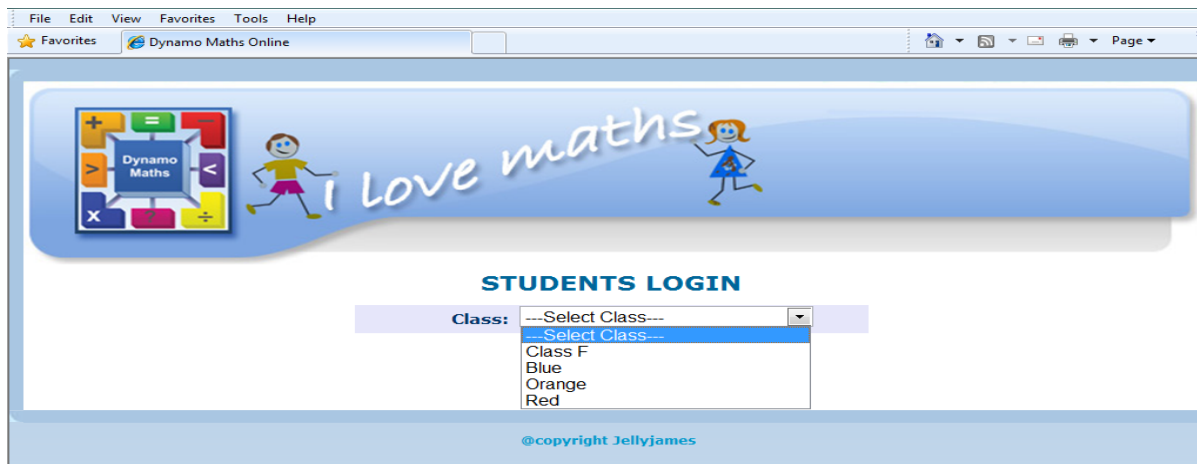 File Edit View Favorites Tools Help
Favorites Dynamo Maths Online Page
+ = −
> Dynamo Maths <
x ? ÷
i Love maths
STUDENTS LOGIN
Class: ---Select Class---
---Select Class---
Class F
Blue
Orange
Red
@copyright Jellyjames